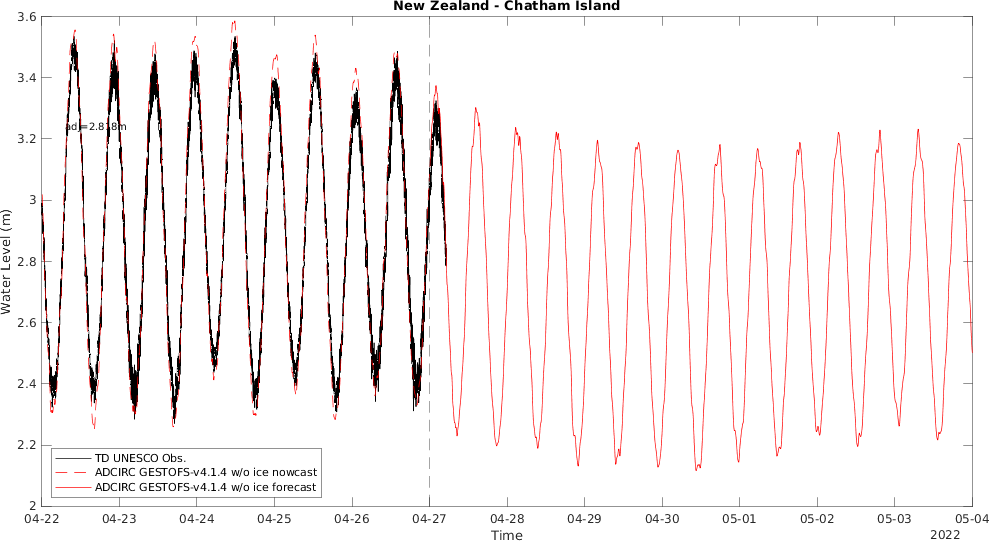 New Zealand - Chatham Island
3.6
3.4
3.2
3
2.8
2.6
2.4
2.2
2
Water Level (m)
adj=2.818m
TD UNESCO Obs.
ADCIRC GESTOFS-v4.1.4 w/o ice nowcast
ADCIRC GESTOFS-v4.1.4 w/o ice forecast
04-22 04-23 04-24 04-25 04-26 04-27 04-28 04-29 04-30 05-01 05-02 05-03 05-04
Time
2022